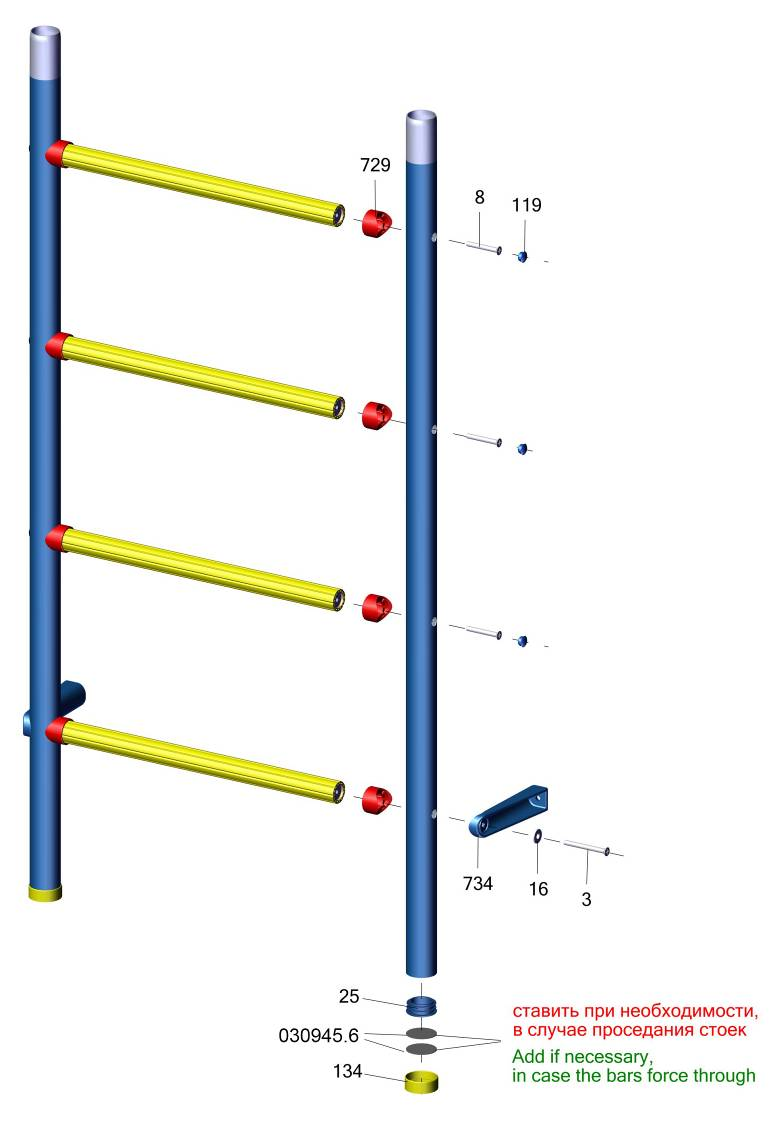 729
8
119
734
16
3
25
030945.6
134
ставить при необходимости,
в случае проседания стоек
Add if necessary,
in case the bars force through